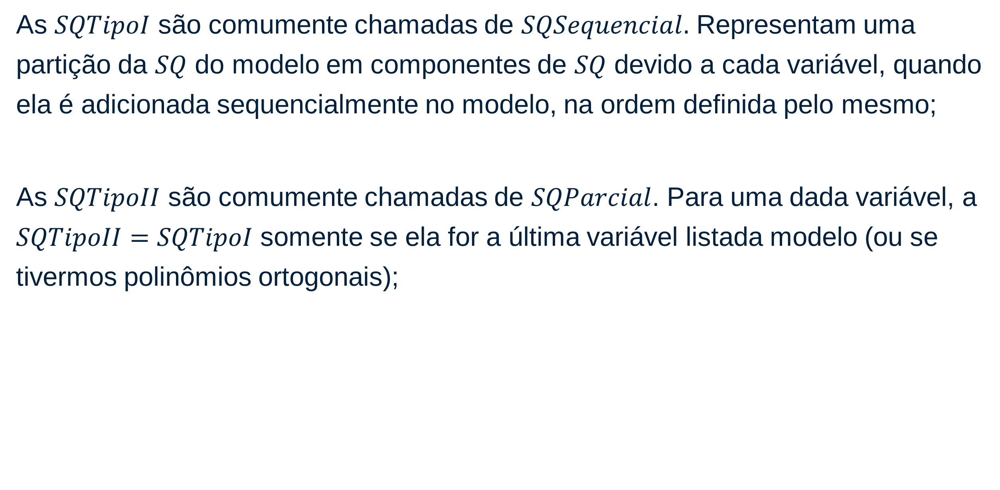 As SQTipoI são comumente chamadas de SQSequencial. Representam uma
partição da SQ do modelo em componentes de SQ devido a cada variável, quando
ela é adicionada sequencialmente no modelo, na ordem definida pelo mesmo;
As SQTipoII são comumente chamadas de SQParcial. Para uma dada variável, a
SQTipoII = SQTipoI somente se ela for a última variável listada modelo (ou se
tivermos polinômios ortogonais);